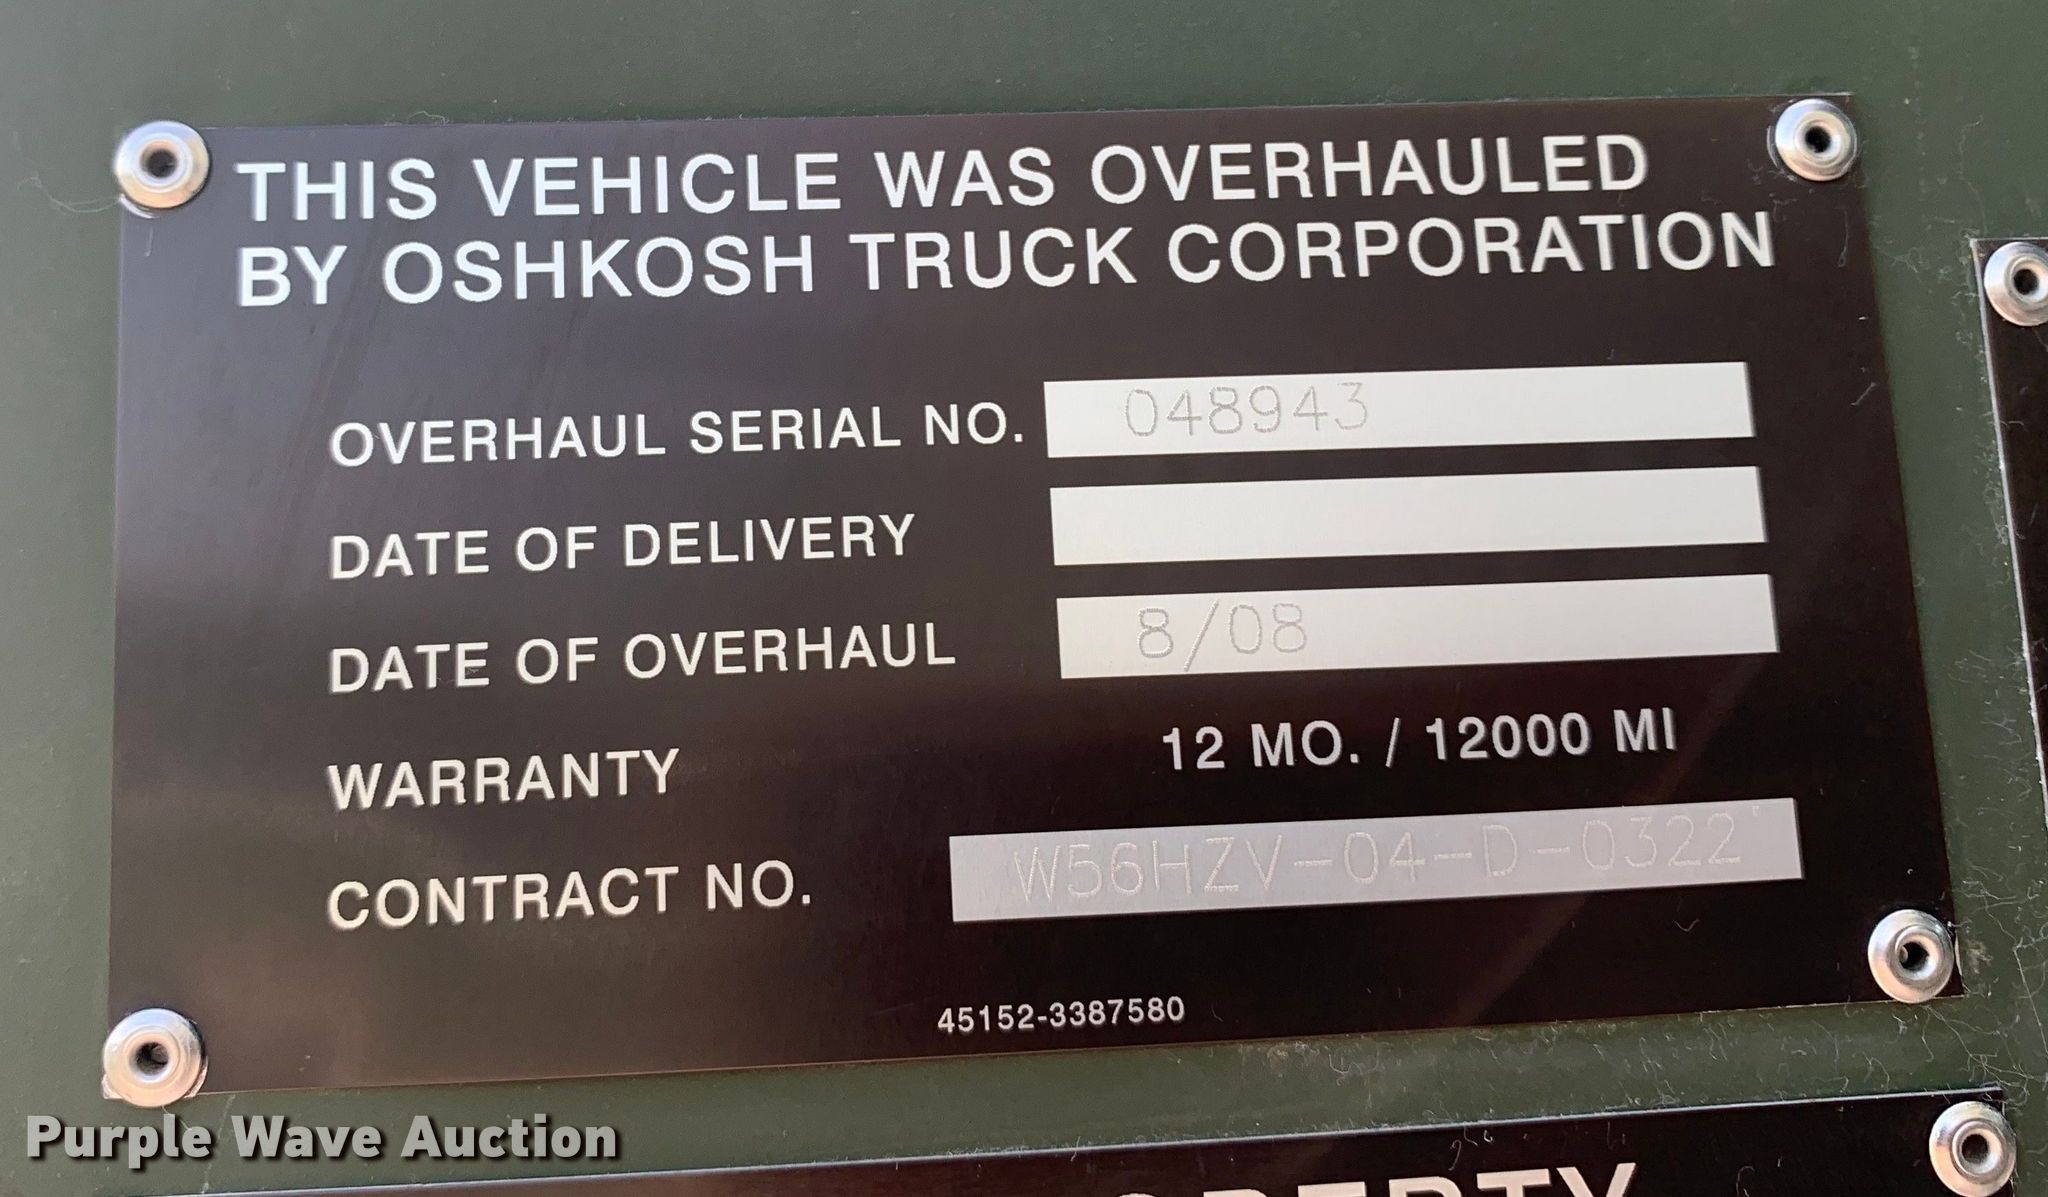 THIS VEHICLE WAS OVERHAULED
BY OSHKOSH TRUCK CORPORATION
OVERHAUL SERIAL NO. 048943
DATE OF DELIVERY
DATE OF OVERHAUL 8/08
WARRANTY 12 MO. / 12000 MI
CONTRACT NO. W56HZV-04-D-0322
45152-3387580
Purple Wave Auction